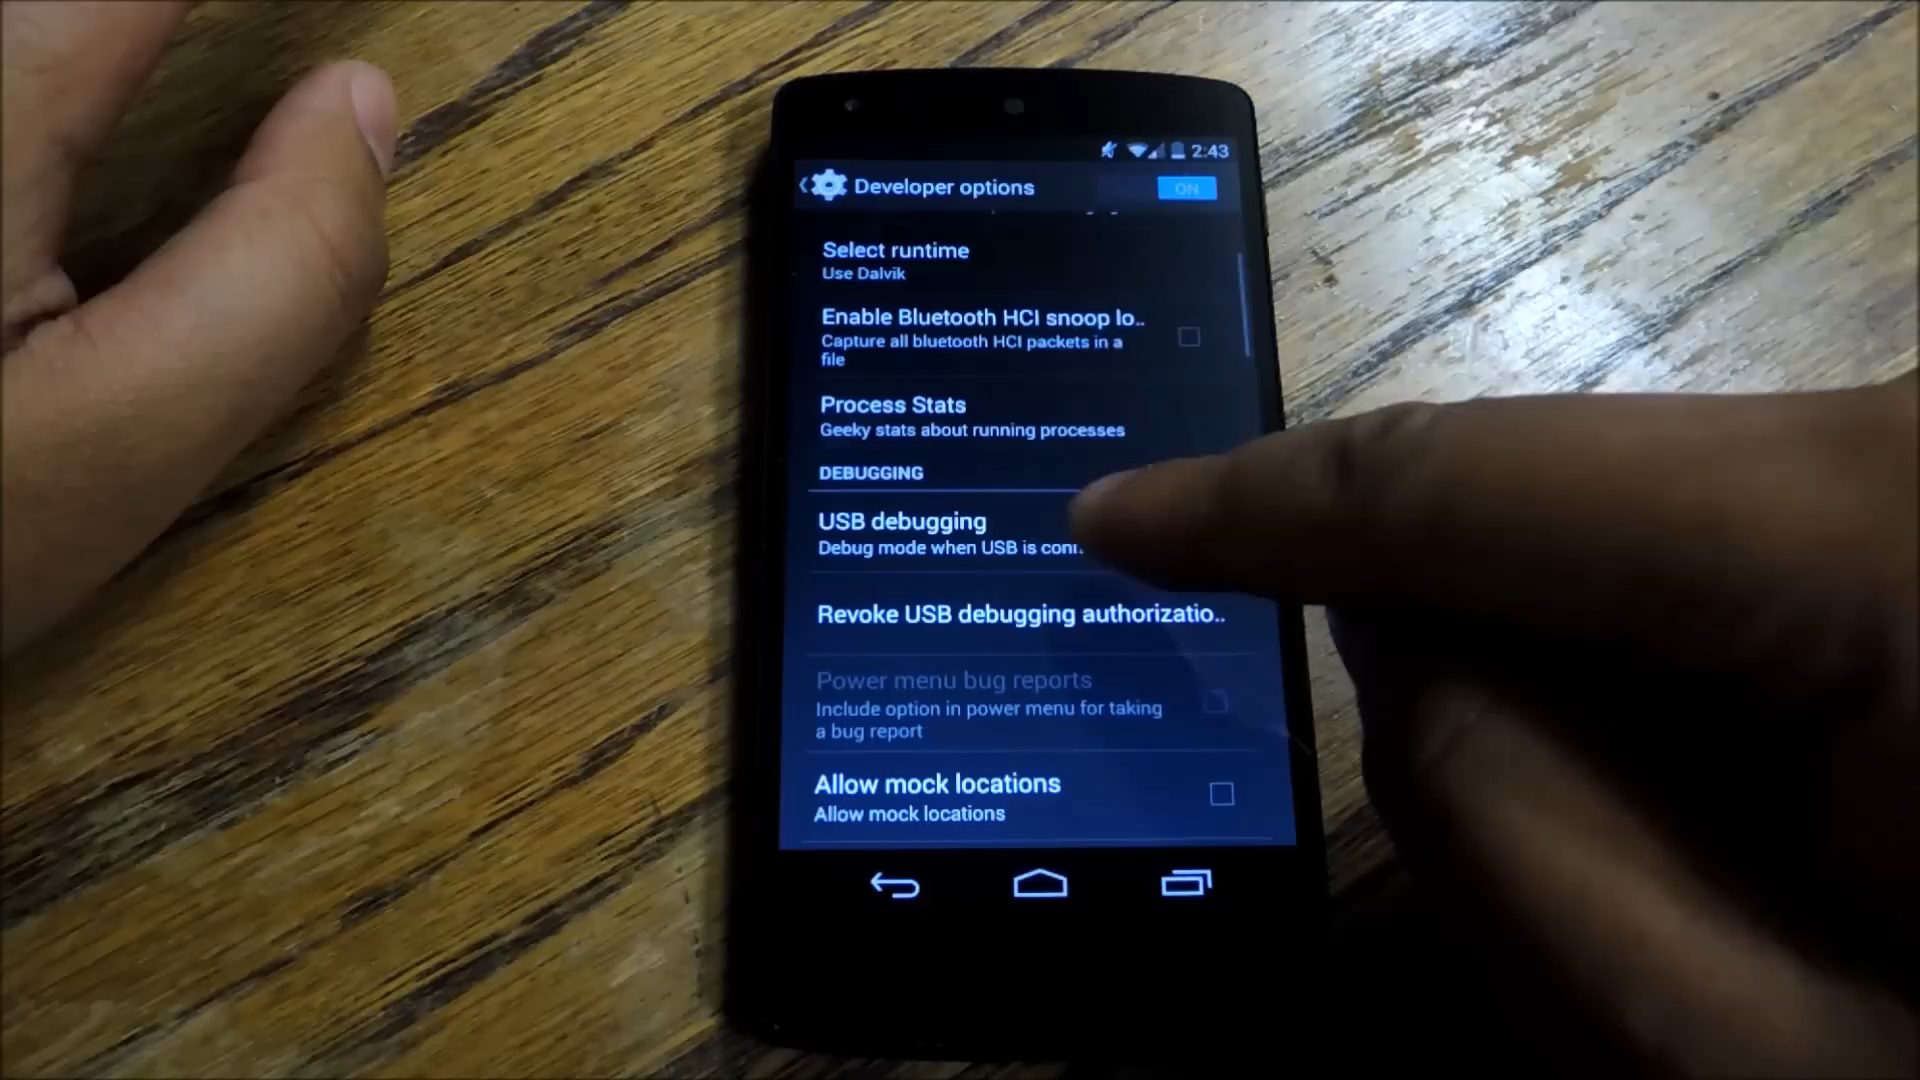 2:43
Developer options
ON
Select runtime
Use Dalvik
Enable Bluetooth HCI snoop lo..
Capture all bluetooth HCI packets in a
file
Process Stats
Geeky stats about running processes
DEBUGGING
USB debugging
Debug mode when USB is
Revoke USB debugging authorizatio..
Power menu bug reports
Include option in power menu for taking
a bug report
Allow mock locations
Allow mock locations